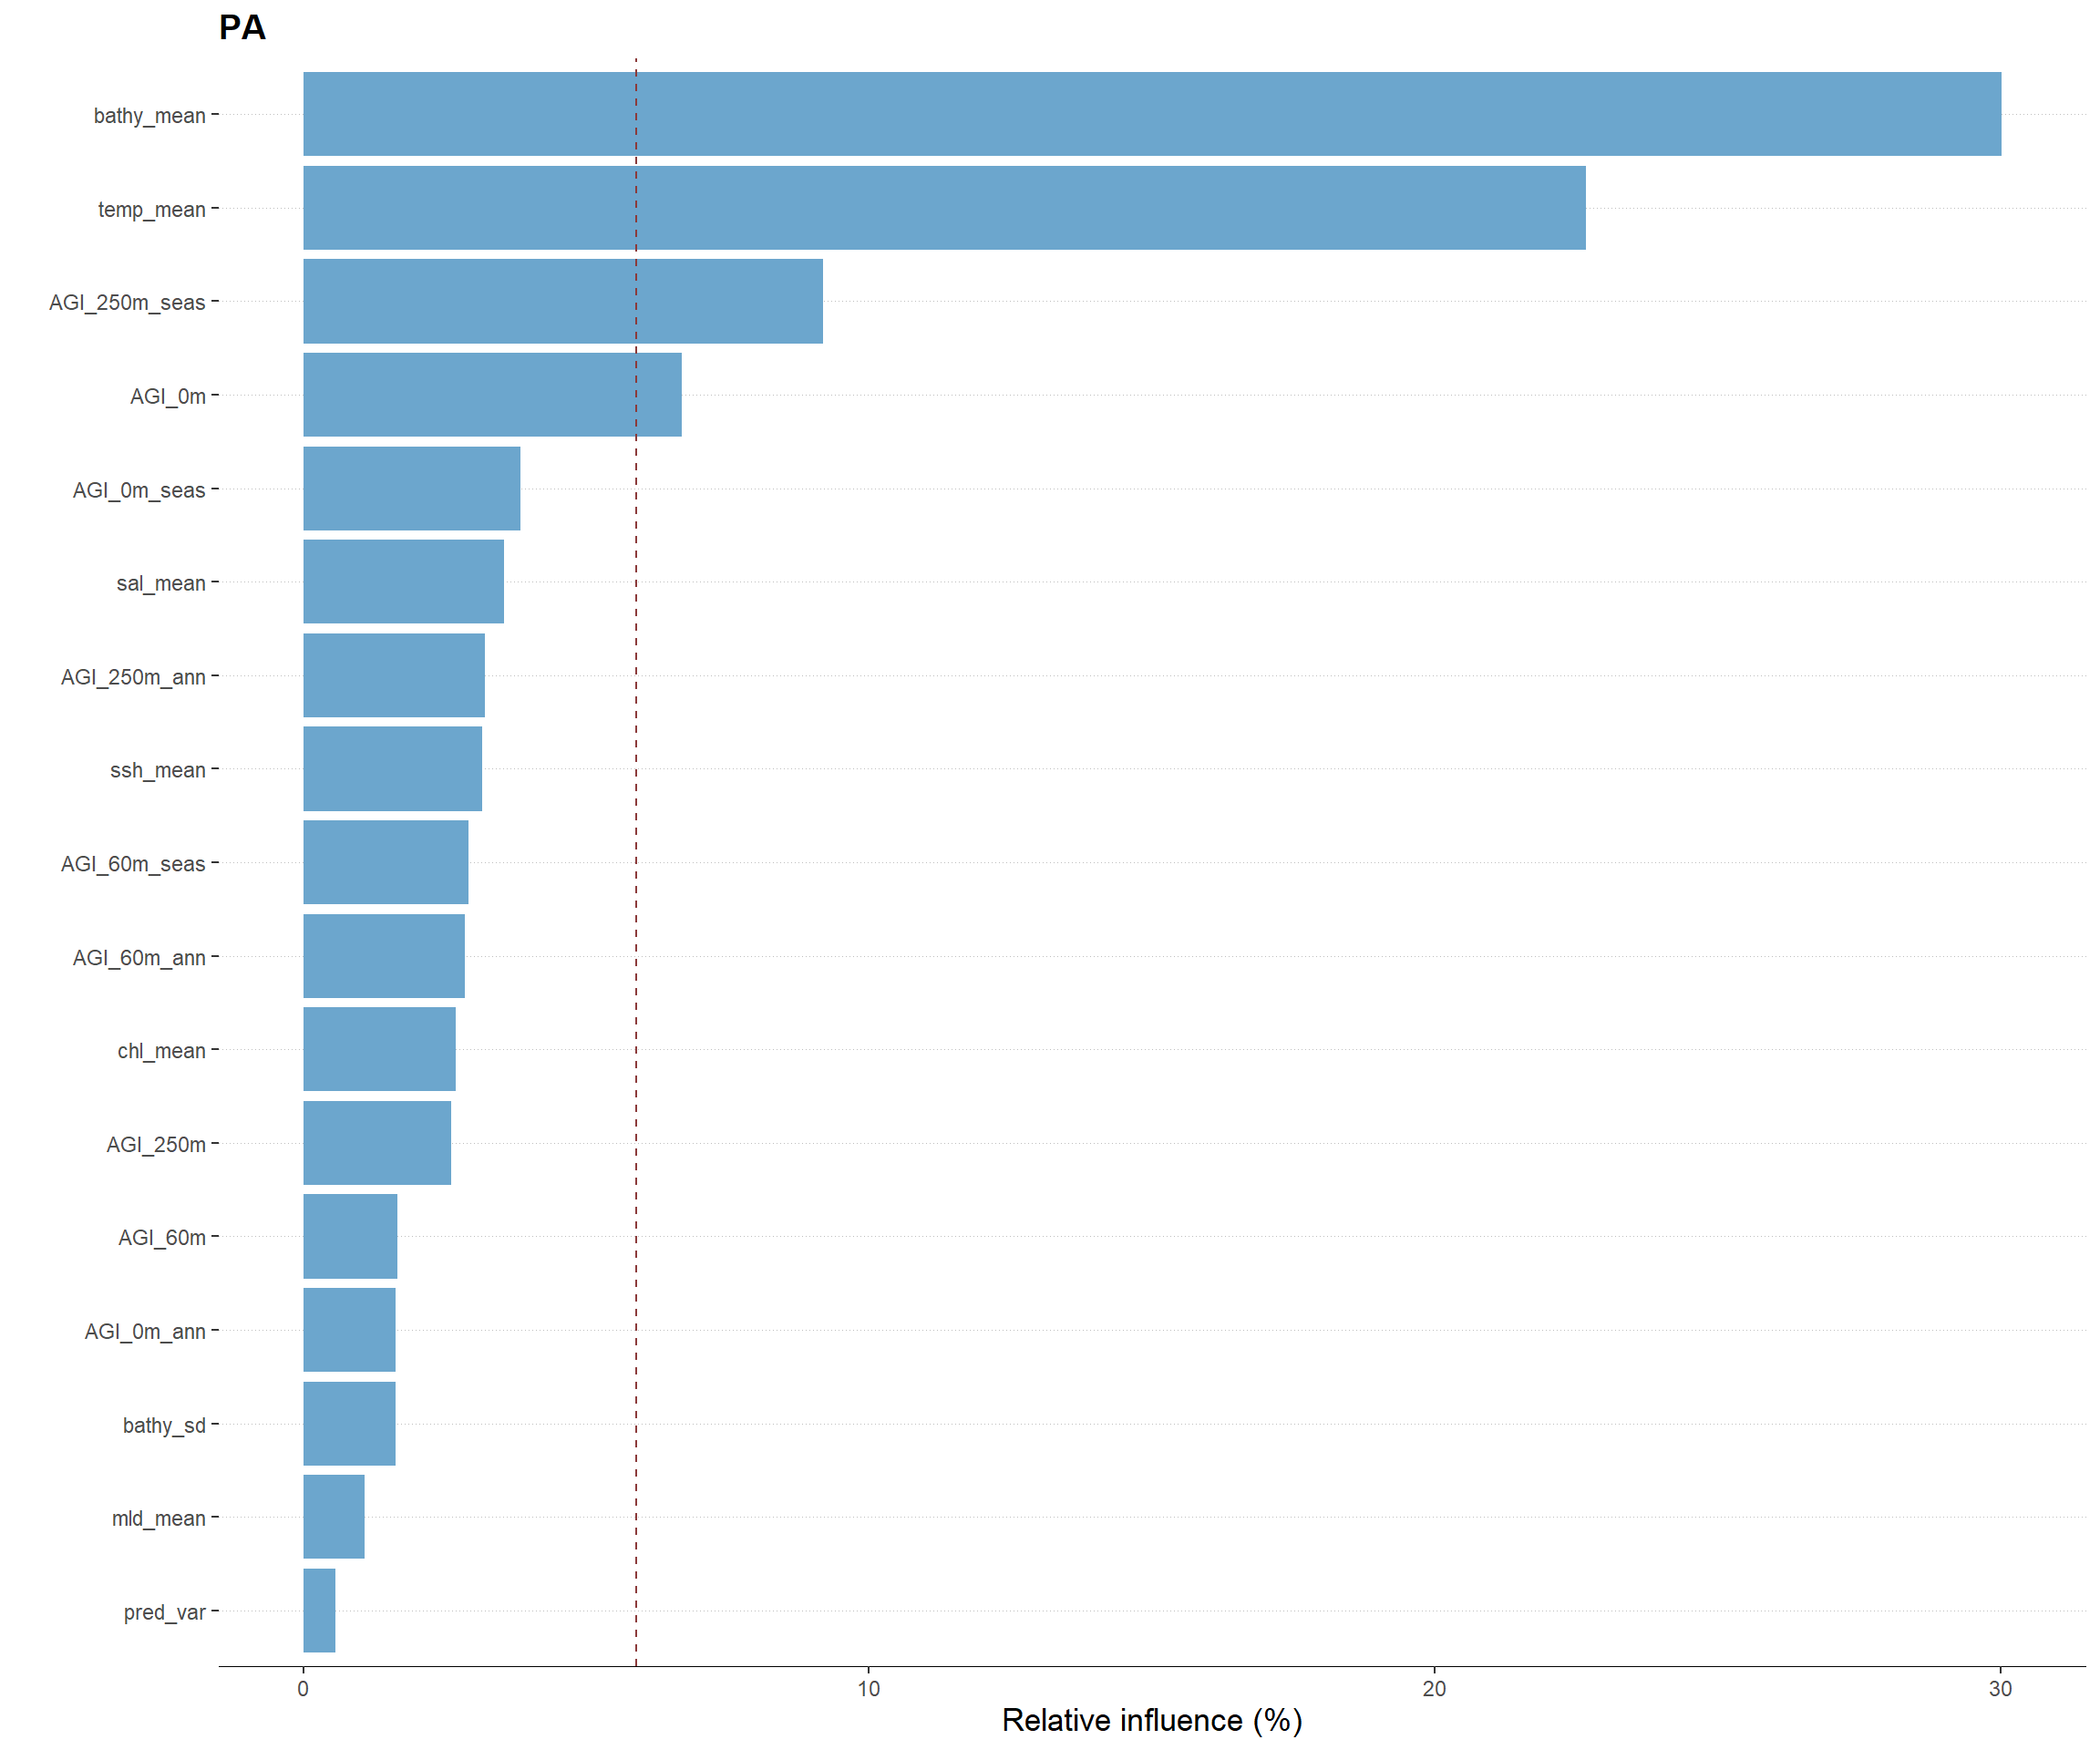 PA
bathy_mean
temp_mean
AGI_250m_seas
AGI_0m
AGI_0m_seas
sal_mean
AGI_250m_ann
ssh_mean
AGI_60m_seas
AGI_60m_ann
chl_mean
AGI_250m
AGI_60m
AGI_0m_ann
bathy_sd
mld_mean
pred_var
0 10 20 30
Relative influence (%)